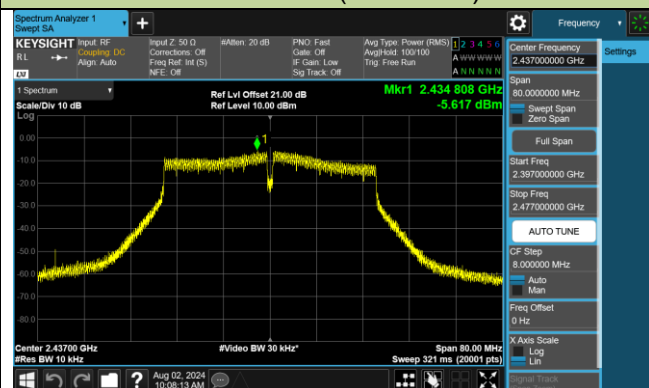 Spectrum Analyzer 1
Swept SA
Frequency
KEYSIGHT
RL
LXI
Input: RF
Coupling: DC
Align: Auto
Input Z: 50 Ω
Corrections: Off
Freq Ref: Int (S)
NFE: Off
#Atten: 20 dB
PNO: Fast
Gate: Off
IF Gain: Low
Sig Track: Off
Avg Type: Power (RMS)
Avg|Hold: 100/100
Trig: Free Run
1 2 3 4 5 6
A W W W W W
A N N N N N
1 Spectrum
Scale/Div 10 dB
Log
Ref Lvl Offset 21.00 dB
Ref Level 10.00 dBm
Mkr1 2.434 808 GHz
-5.617 dBm
1
0.00
-10.0
-20.0
-30.0
-40.0
-50.0
-60.0
-70.0
-80.0
Center 2.43700 GHz
#Res BW 10 kHz
#Video BW 30 kHz*
Span 80.00 MHz
Sweep 321 ms (20001 pts)
Aug 02, 2024
10:08:13 AM
Center Frequency
2.437000000 GHz
Settings
Span
80.0000000 MHz
Swept Span
Zero Span
Full Span
Start Freq
2.397000000 GHz
Stop Freq
2.477000000 GHz
AUTO TUNE
CF Step
8.000000 MHz
Auto
Man
Freq Offset
0 Hz
X Axis Scale
Log
Lin
Signal Track